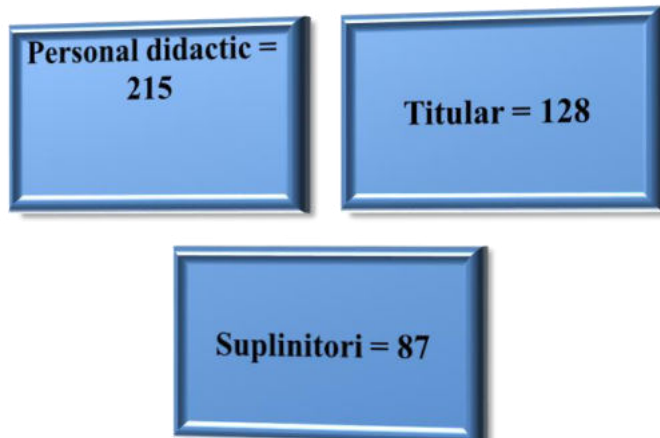 Personal didactic =
215
Titular = 128
Suplinitori = 87